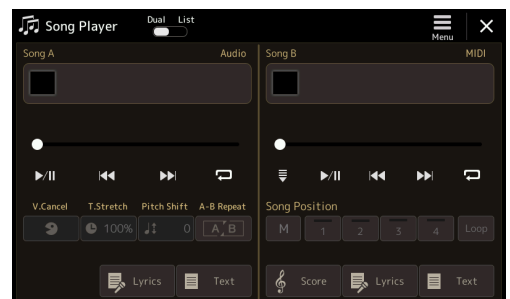 Song Player Dual List Menu
Song A Audio
V.Cancel T.Stretch Pitch Shift A-B Repeat
100% 0 A B
Lyrics Text
Song B MIDI
Song Position
M 1 2 3 4 Loop
Score Lyrics Text